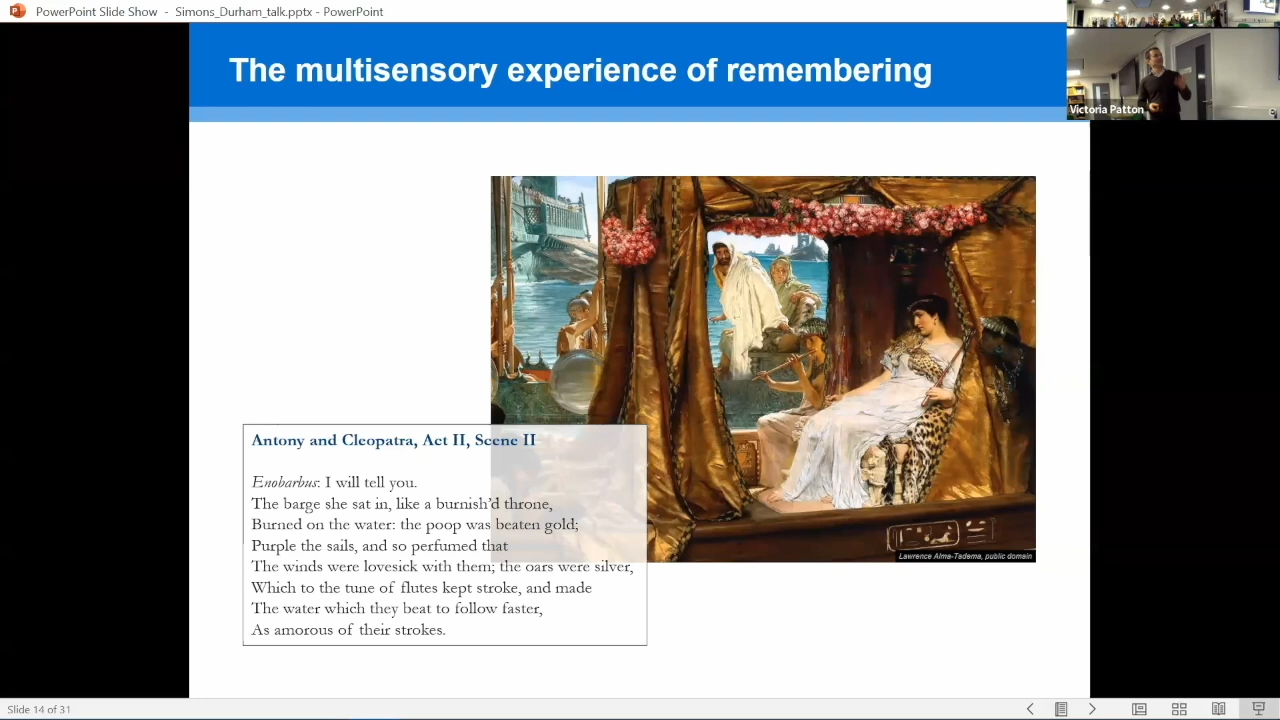 PowerPoint Slide Show - Simons_Durham_talk.pptx - PowerPoint
The multisensory experience of remembering
Victoria Patton
Antony and Cleopatra, Act II, Scene II
Enobarbus: I will tell you.
The barge she sat in, like a burnish’d throne,
Burned on the water: the poop was beaten gold;
Purple the sails, and so perfumed that
The winds were lovesick with them; the oars were silver,
Which to the tune of flutes kept stroke, and made
The water which they beat to follow faster,
As amorous of their strokes.
Lawrence Alma-Tadema, public domain
Slide 14 of 31